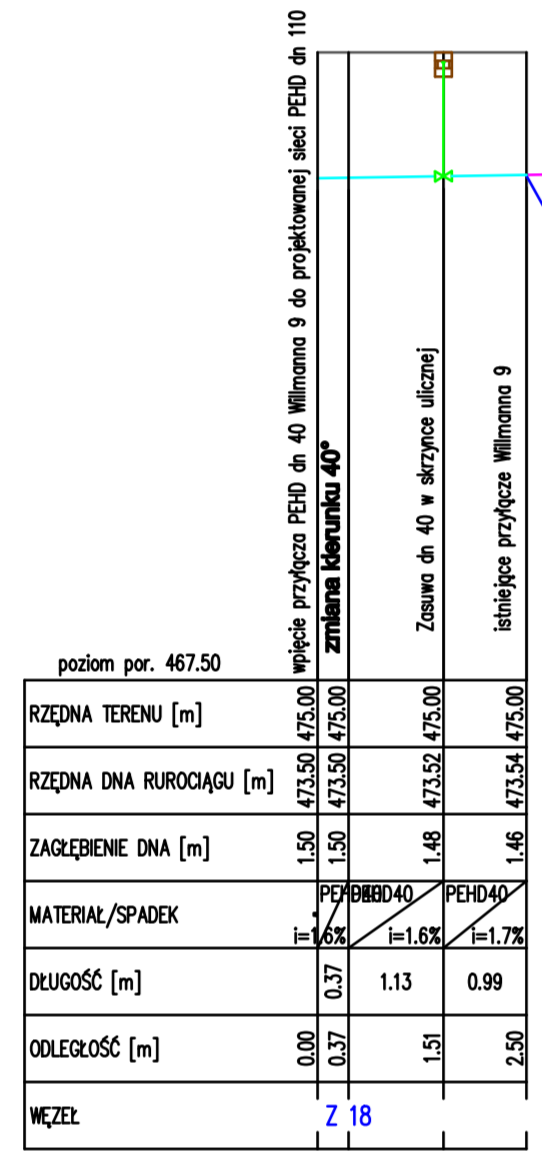 wpięcie przyłącza PEHD dn 40 Willmanna 9 do projektowanej sieci PEHD dn 110
zmiana kierunku 40°
Zasuwa dn 40 w skrzynce ulicznej
istniejące przyłącze Willmanna 9
poziom por. 467.50
RZĘDNA TERENU [m] 475.00 475.00 475.00 475.00
RZĘDNA DNA RUROCIĄGU [m] 473.50 473.50 473.52 473.54
ZAGŁĘBIENIE DNA [m] 1.50 1.50 1.48 1.46
MATERIAŁ/SPADEK PEHD40 PEHD40 PEHD40
i=1.6% i=1.6% i=1.7%
DŁUGOŚĆ [m] 0.37 1.13 0.99
ODLEGŁOŚĆ [m] 0.00 0.37 1.51 2.50
WĘZEŁ Z 18